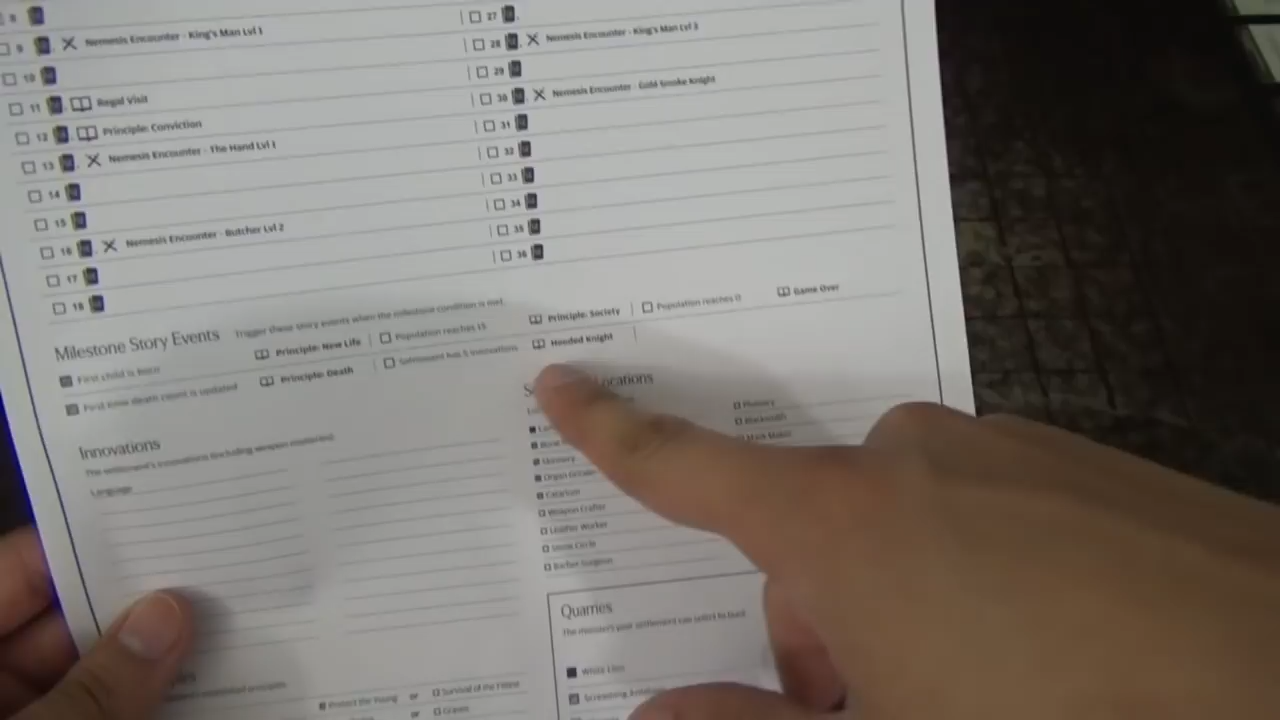 8
9 Nemesis Encounter - King's Man Lvl 1
10
11 Regal Visit
12 Principle: Conviction
13 Nemesis Encounter - The Hand Lvl 1
14
15
16 Nemesis Encounter - Butcher Lvl 2
17
18
27
28 Nemesis Encounter - King's Man Lvl 3
29
30 Nemesis Encounter - Gold Smoke Knight
31
32
33
34
35
36
Milestone Story Events Trigger these story events when the milestone condition is met.
First child is born Principle: New Life Population reaches 15 Principle: Society Population reaches 0 Game Over
First time death count is updated Principle: Death Settlement has 5 innovations Hooded Knight
Innovations
The settlement's innovations (including weapon masteries)
Language
Locations
Skinnery
Organ Grinder
Catarium
Weapon Crafter
Leather Worker
Stone Circle
Barber Surgeon
Plumery
Blacksmith
Mask Maker
Quarries
The monsters your settlement can select to hunt
White Lion
Screaming Antelope
Protect the Young or Survival of the Fittest
or Graves